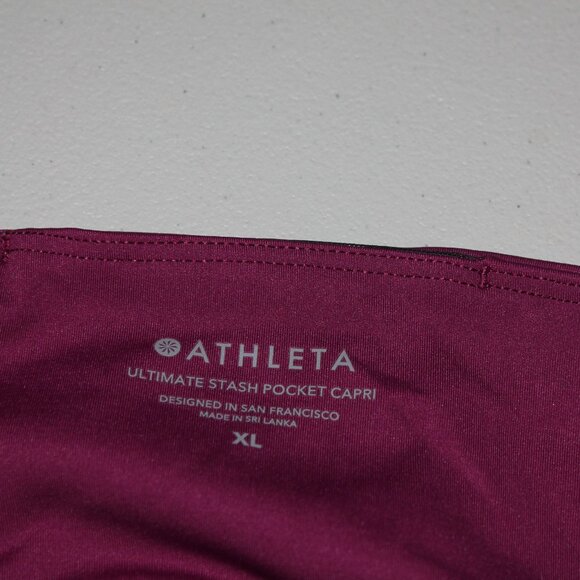 ATHLETA
ULTIMATE STASH POCKET CAPRI
DESIGNED IN SAN FRANCISCO
MADE IN SRI LANKA
XL